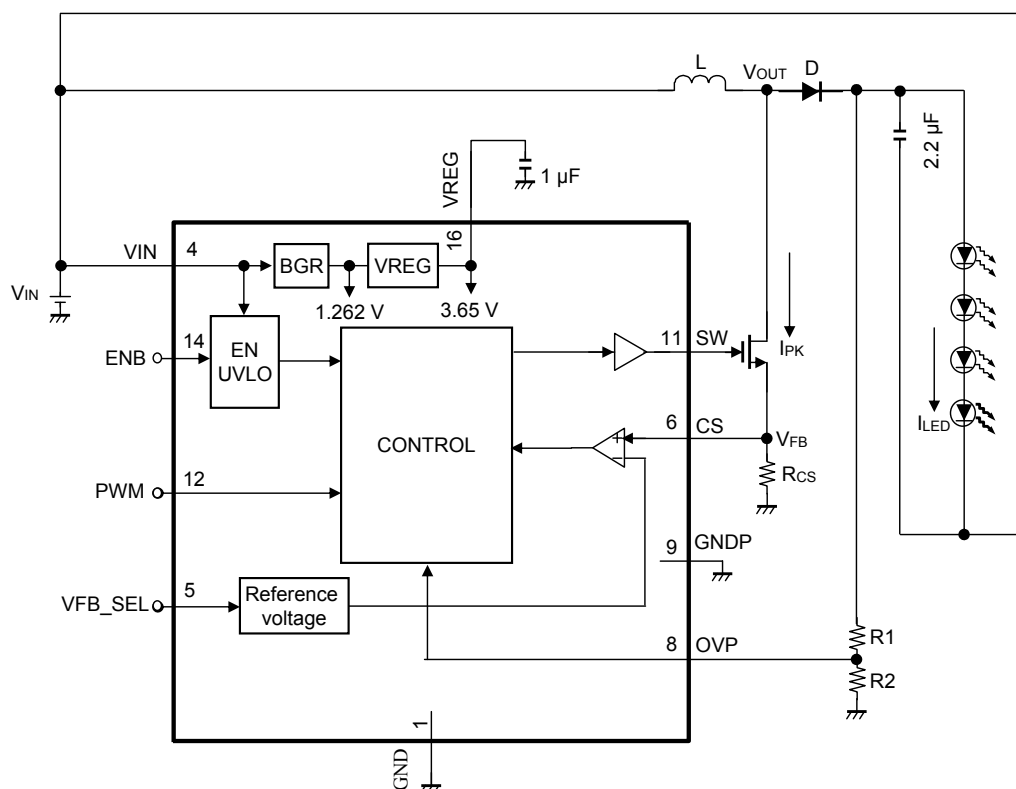 L
VOUT
D
2.2 µF
VREG
1 µF
16
VIN
4
BGR
VREG
VIN
1.262 V
3.65 V
ENB
14
EN
UVLO
11
SW
IPK
CONTROL
6
CS
VFB
ILED
RCS
PWM
12
9
GNDP
VFB_SEL
5
Reference
voltage
8
OVP
R1
R2
1
GND